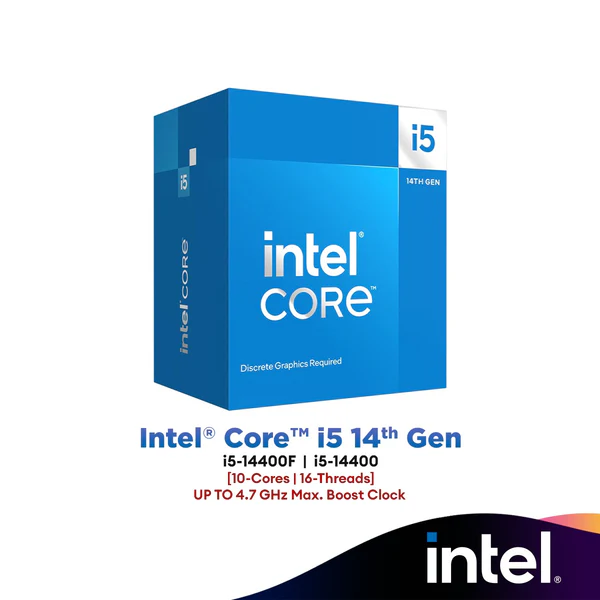 i5
14TH GEN
i5
intel® CORE
intel®
CORE™
Discrete Graphics Required
Intel® Core™ i5 14th Gen
i5-14400F | i5-14400
[10-Cores | 16-Threads]
UP TO 4.7 GHz Max. Boost Clock
intel®